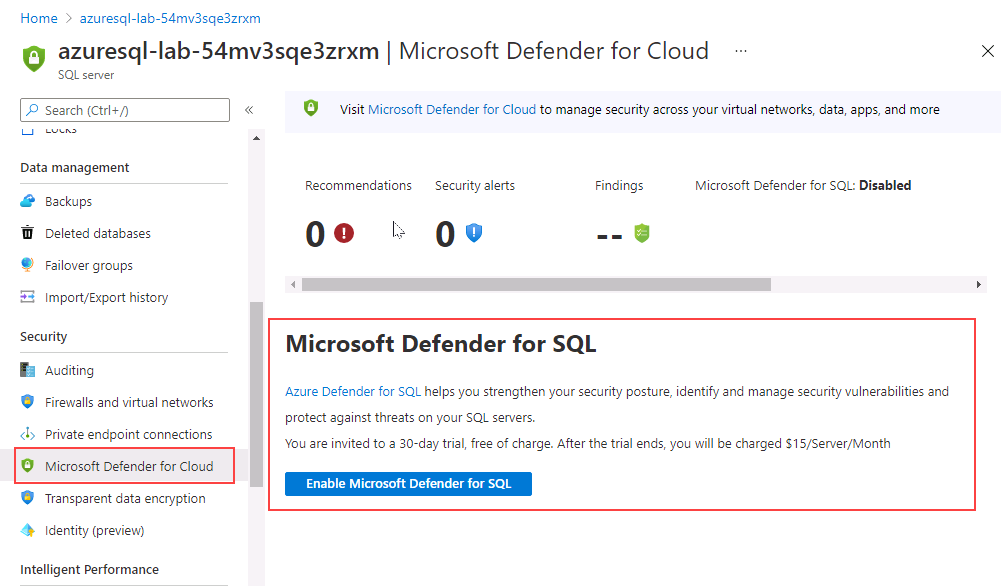 Home > azuresql-lab-54mv3sqe3zrxm
azuresql-lab-54mv3sqe3zrxm | Microsoft Defender for Cloud ...
SQL server
Search (Ctrl+/)
«
Visit Microsoft Defender for Cloud to manage security across your virtual networks, data, apps, and more
Locks
Data management
Backups
Deleted databases
Failover groups
Import/Export history
Security
Auditing
Firewalls and virtual networks
Private endpoint connections
Microsoft Defender for Cloud
Transparent data encryption
Identity (preview)
Intelligent Performance
Recommendations Security alerts Findings Microsoft Defender for SQL: Disabled
0 0 --
Microsoft Defender for SQL
Azure Defender for SQL helps you strengthen your security posture, identify and manage security vulnerabilities and
protect against threats on your SQL servers.
You are invited to a 30-day trial, free of charge. After the trial ends, you will be charged $15/Server/Month
Enable Microsoft Defender for SQL